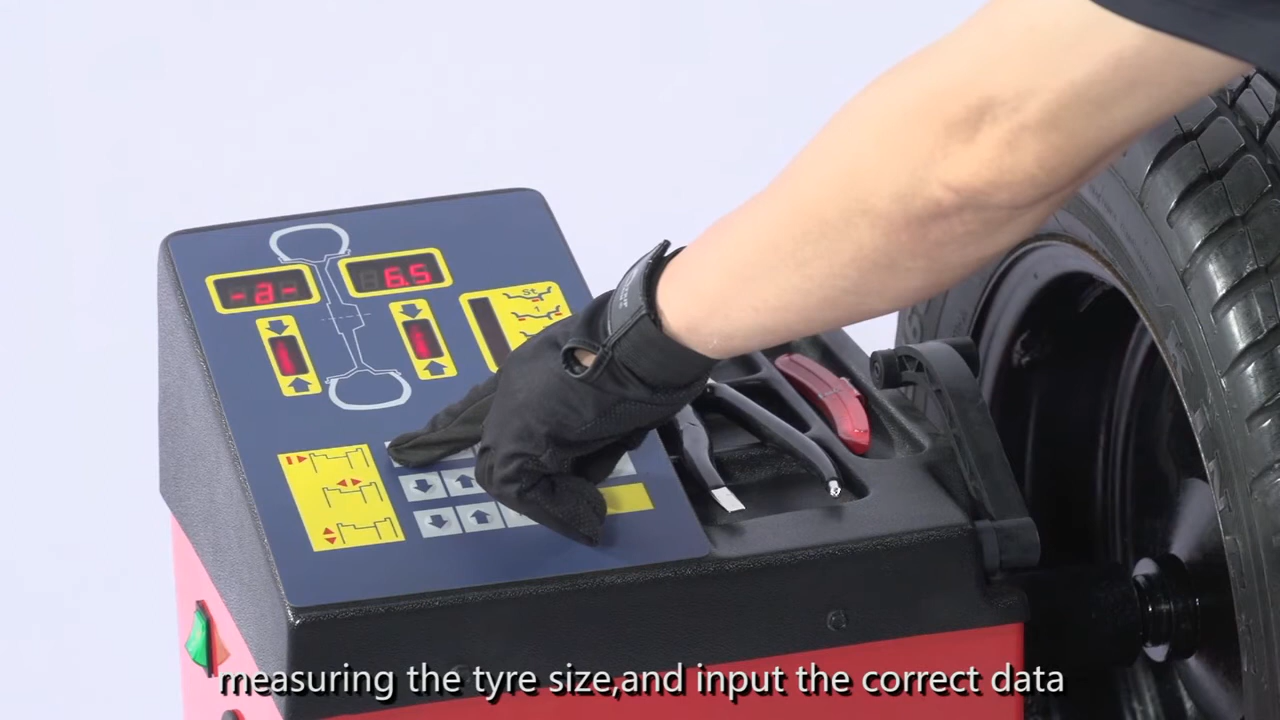 -a-
6.5
St
measuring the tyre size,and input the correct data